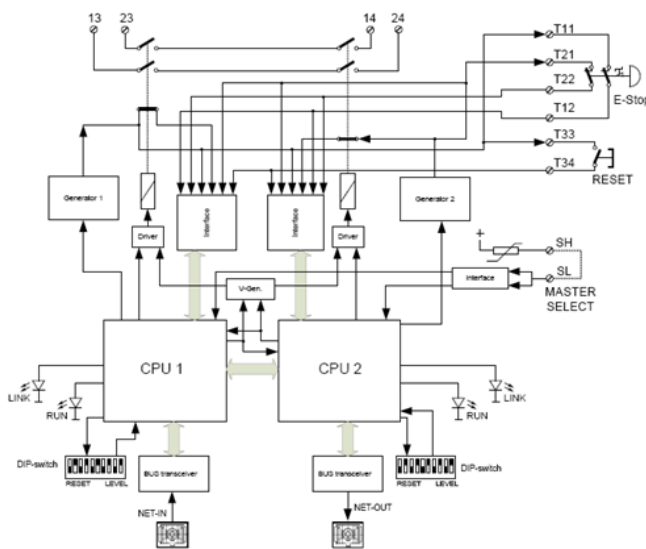 13 23 14 24
T11
T21
T22
E-Stop
T12
T33
T34
RESET
Generator 1
Interface
Interface
Generator 2
Driver
Driver
SH
V-Gen.
Interface
SL
MASTER
SELECT
CPU 1
CPU 2
LINK
RUN
RUN
LINK
DIP-switch
RESET LEVEL
BUS transceiver
BUS transceiver
RESET LEVEL
DIP-switch
NET-IN
NET-OUT